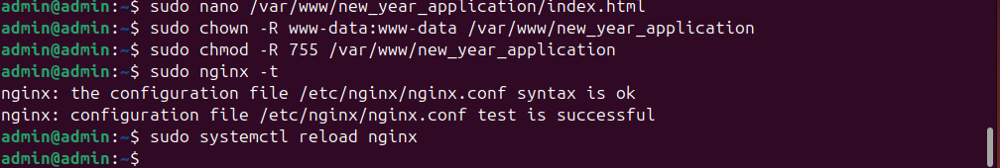 admin@admin:~$ sudo nano /var/www/new_year_application/index.html
admin@admin:~$ sudo chown -R www-data:www-data /var/www/new_year_application
admin@admin:~$ sudo chmod -R 755 /var/www/new_year_application
admin@admin:~$ sudo nginx -t
nginx: the configuration file /etc/nginx/nginx.conf syntax is ok
nginx: configuration file /etc/nginx/nginx.conf test is successful
admin@admin:~$ sudo systemctl reload nginx
admin@admin:~$